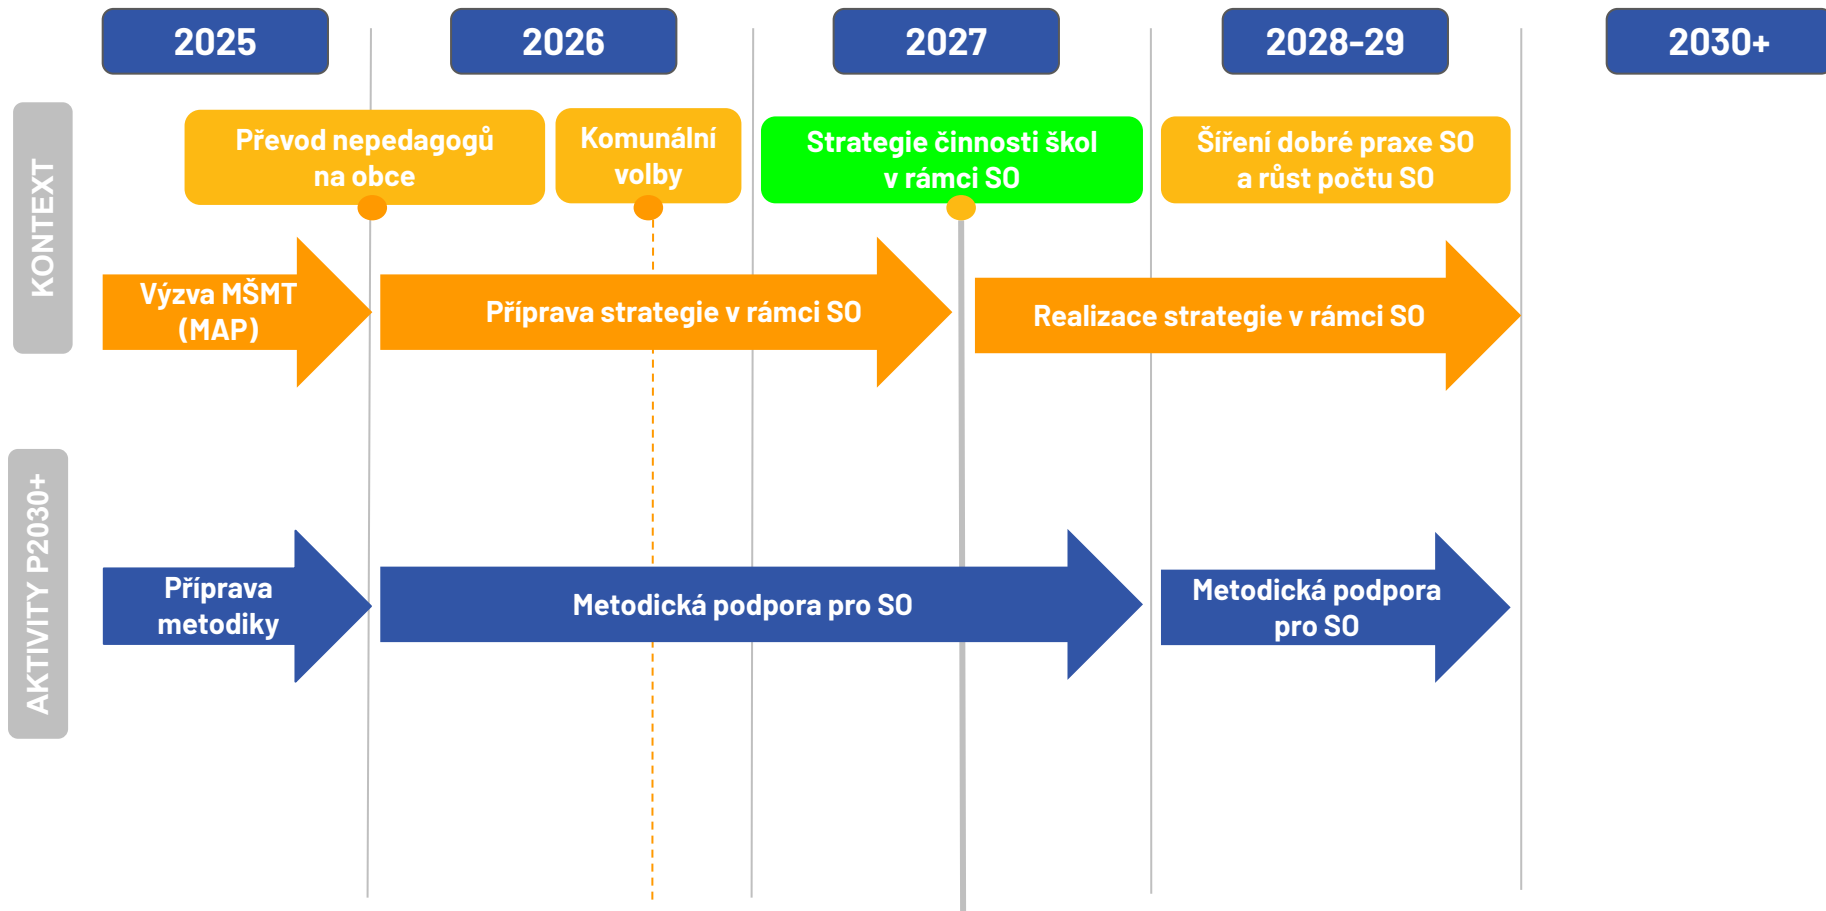 2025
2026
2027
2028-29
2030+
KONTEXT
Převod nepedagogů
na obce
Komunální
volby
Strategie činnosti škol
v rámci SO
Šíření dobré praxe SO
a růst počtu SO
Výzva MŠMT
(MAP)
Příprava strategie v rámci SO
Realizace strategie v rámci SO
AKTIVITY P2030+
Příprava
metodiky
Metodická podpora pro SO
Metodická podpora
pro SO